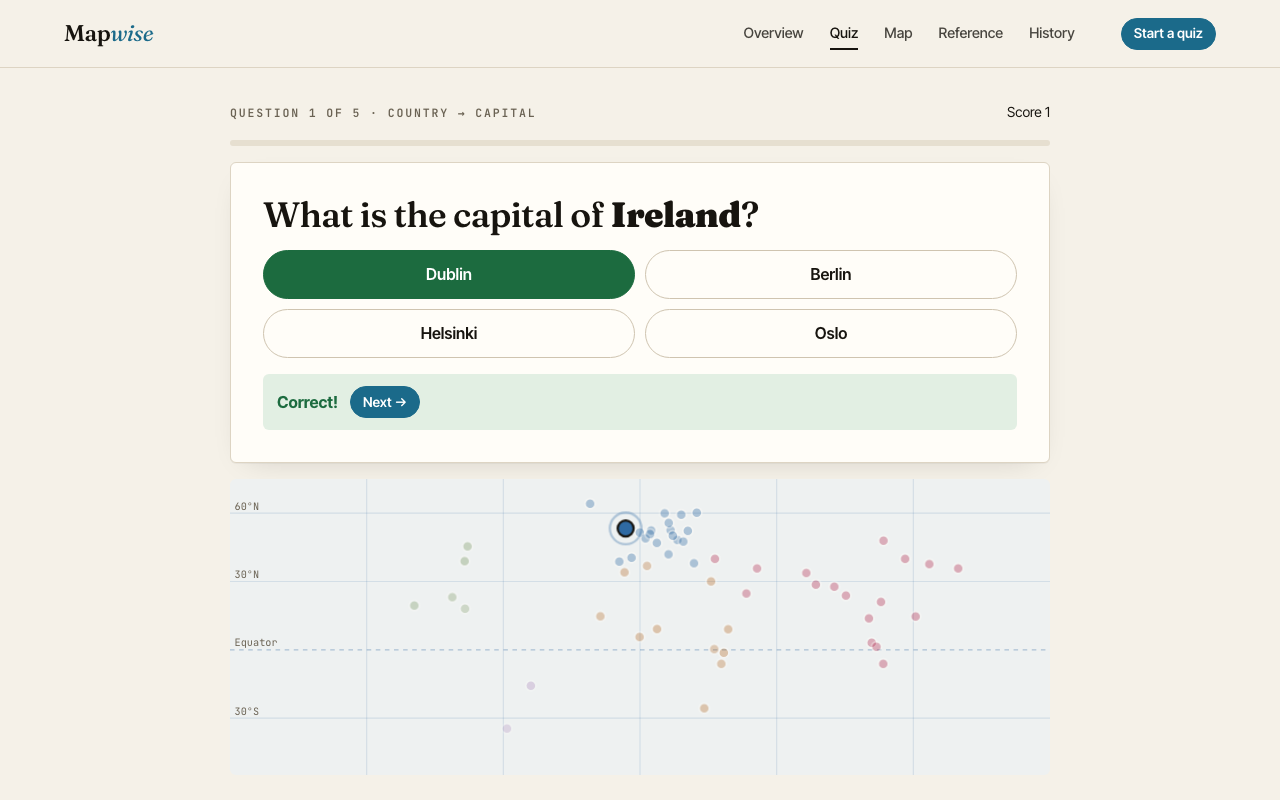 Mapwise
Overview
Quiz
Map
Reference
History
Start a quiz
QUESTION 1 OF 5 · COUNTRY → CAPITAL
Score 1
What is the capital of Ireland?
Dublin
Berlin
Helsinki
Oslo
Correct!
Next →
60°N
30°N
Equator
30°S